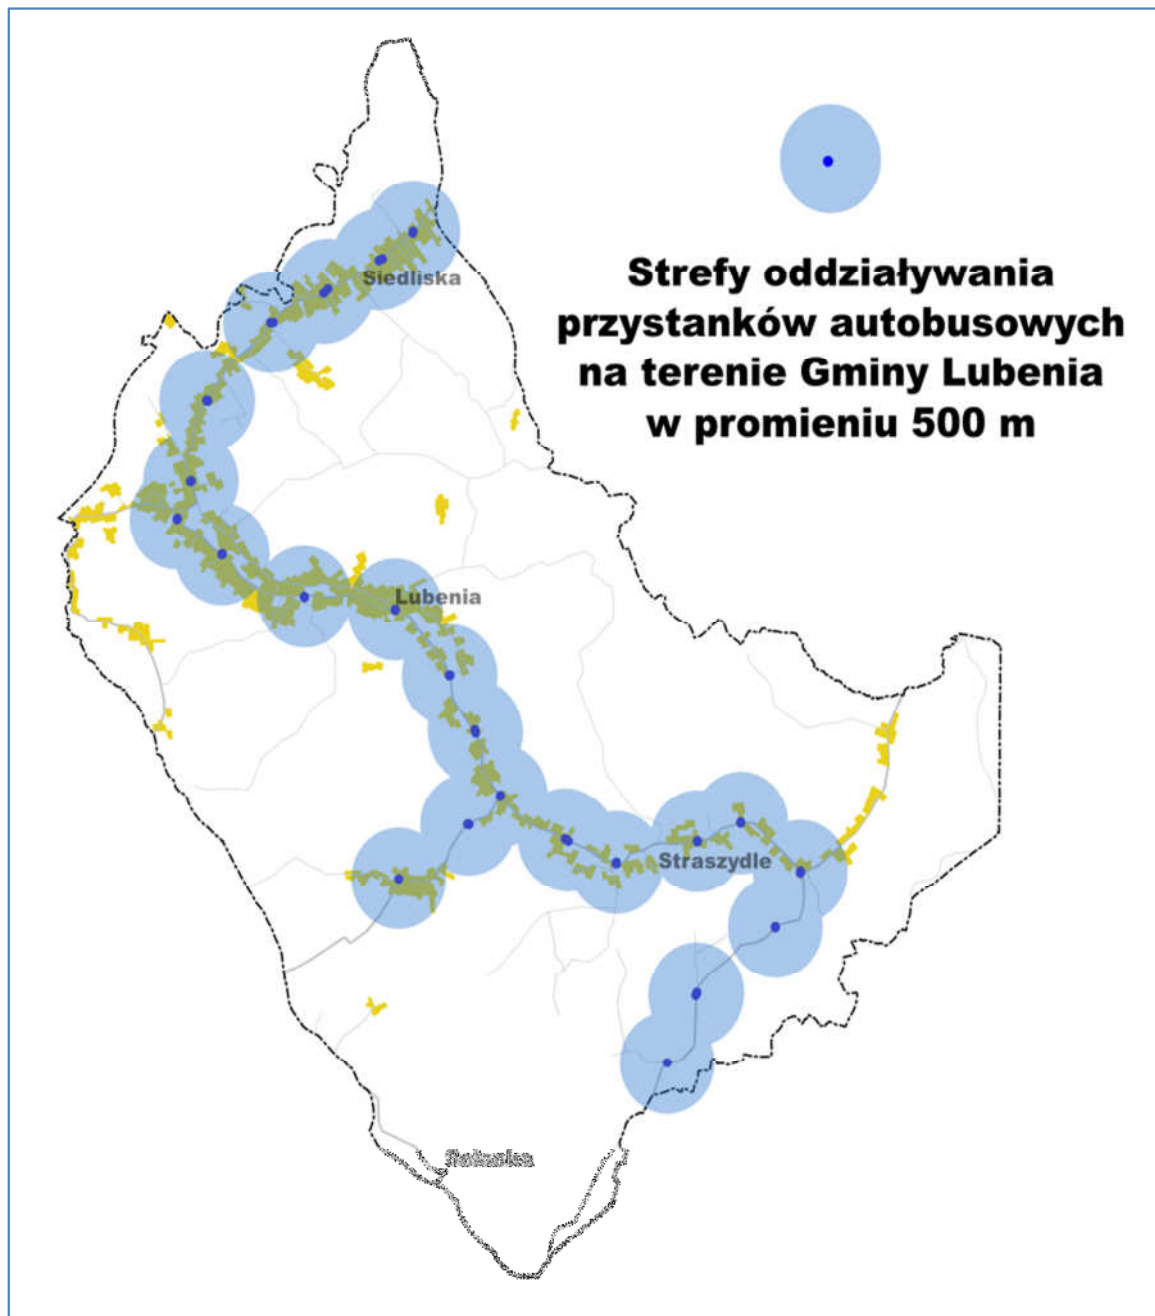 Siedliska
Strefy oddziaływania
przystanków autobusowych
na terenie Gminy Lubenia
w promieniu 500 m
Lubenia
Straszydle